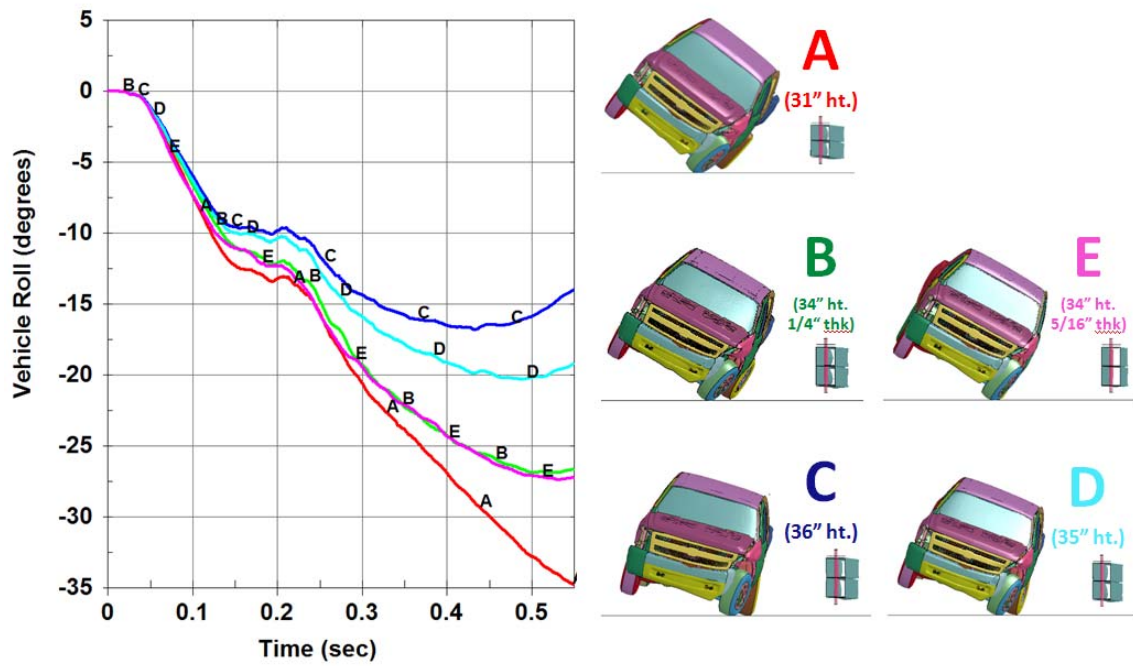 5
0
-5
-10
-15
-20
-25
-30
-35
Vehicle Roll (degrees)
0
0.1
0.2
0.3
0.4
0.5
Time (sec)
B C
D
E
A B C D
E A B C
D
E
A B C
D
E
B C
D
A
E
A
(31” ht.)
B
(34” ht.
1/4“ thk)
E
(34” ht.
5/16” thk)
C
(36” ht.)
D
(35” ht.)